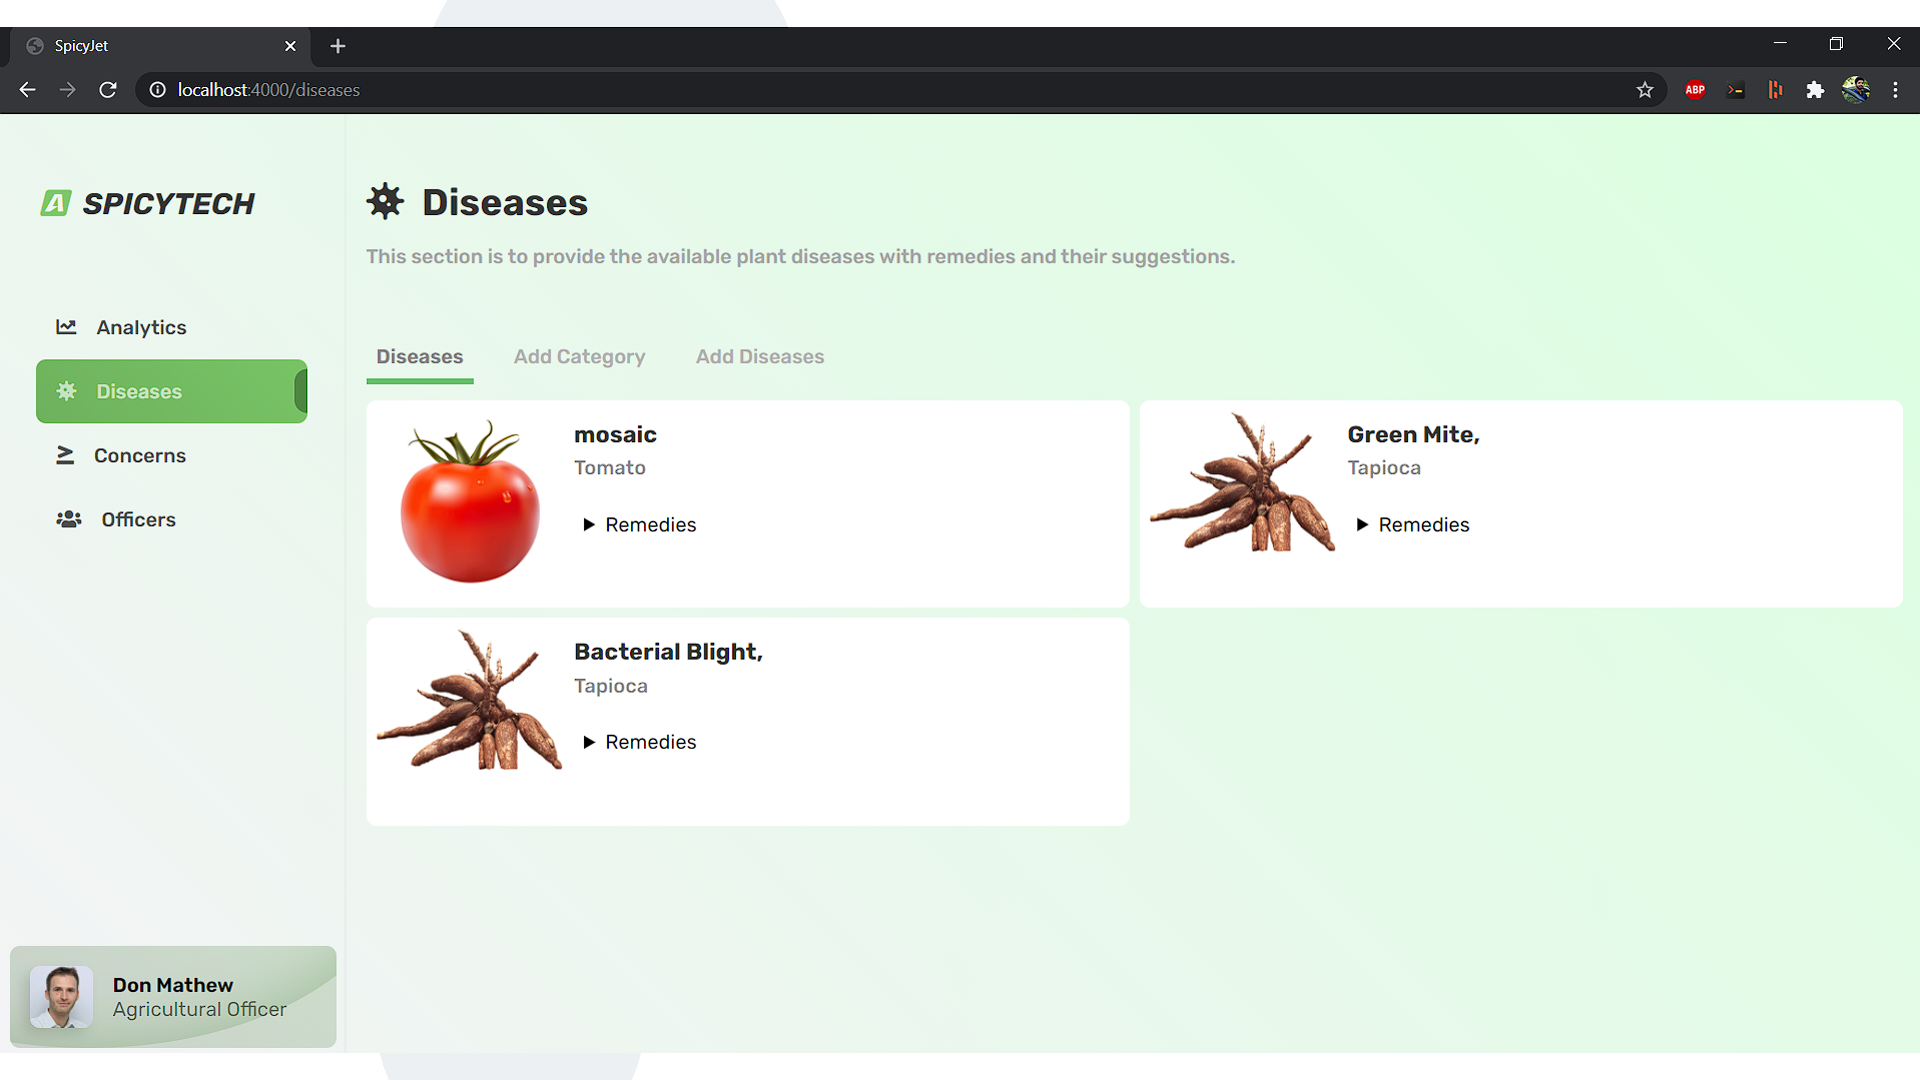 SpicyJet
localhost:4000/diseases
ABP
A SPICYTECH
Analytics
Diseases
Concerns
Officers
Don Mathew
Agricultural Officer
Diseases
This section is to provide the available plant diseases with remedies and their suggestions.
Diseases Add Category Add Diseases
mosaic
Tomato
Remedies
Green Mite,
Tapioca
Remedies
Bacterial Blight,
Tapioca
Remedies